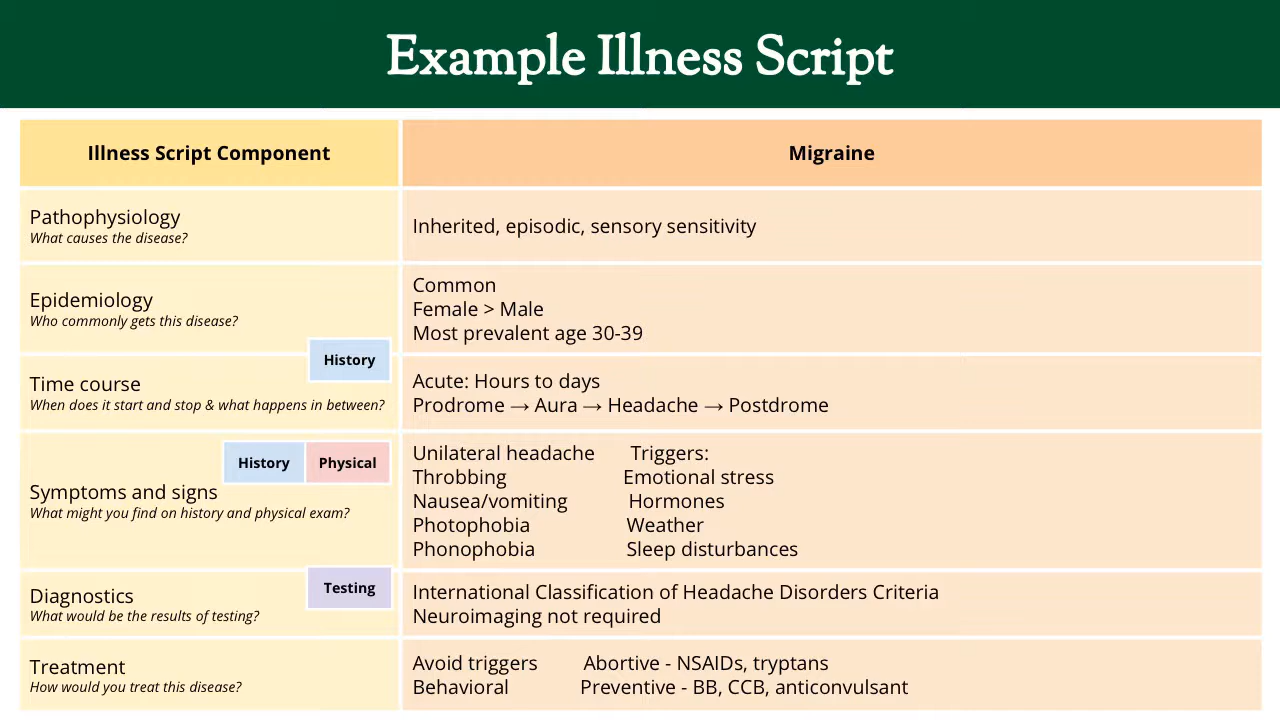 Example Illness Script
Illness Script Component
Migraine
Pathophysiology
What causes the disease?
Inherited, episodic, sensory sensitivity
Epidemiology
Who commonly gets this disease?
Common
Female > Male
Most prevalent age 30-39
History
Time course
When does it start and stop & what happens in between?
Acute: Hours to days
Prodrome → Aura → Headache → Postdrome
History
Physical
Symptoms and signs
What might you find on history and physical exam?
Unilateral headache Triggers:
Throbbing Emotional stress
Nausea/vomiting Hormones
Photophobia Weather
Phonophobia Sleep disturbances
Testing
Diagnostics
What would be the results of testing?
International Classification of Headache Disorders Criteria
Neuroimaging not required
Treatment
How would you treat this disease?
Avoid triggers Abortive - NSAIDs, tryptans
Behavioral Preventive - BB, CCB, anticonvulsant